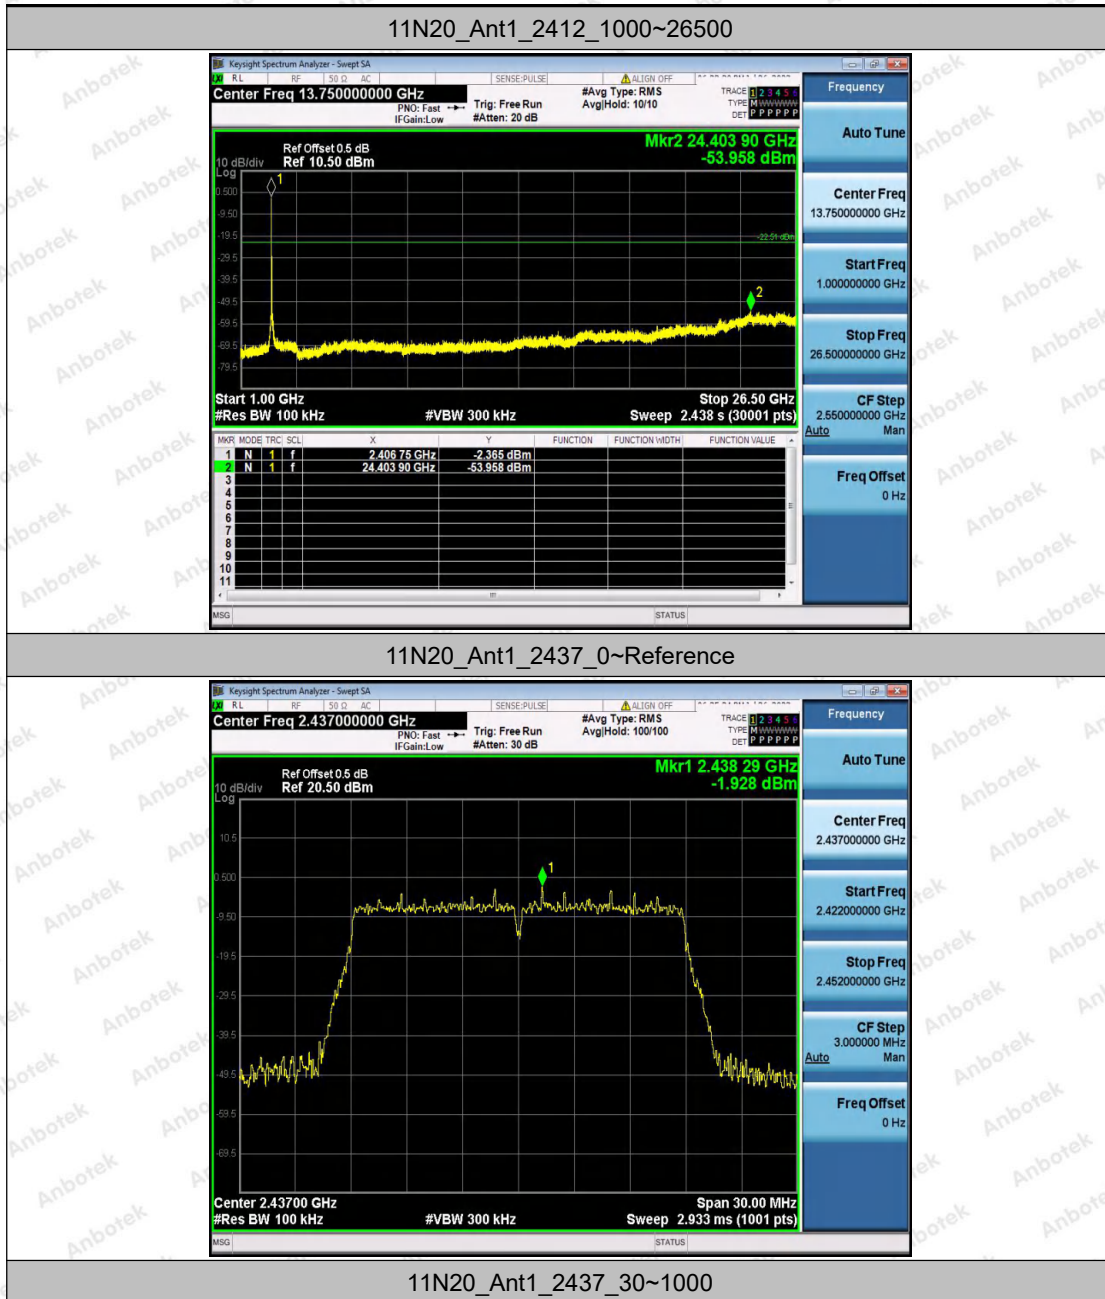 11N20_Ant1_2412_1000~26500
Keysight Spectrum Analyzer - Swept SA
RL RF 50 Ω AC SENSE:PULSE ALIGN OFF
Center Freq 13.750000000 GHz
PNO: Fast
IFGain:Low
Trig: Free Run
#Atten: 20 dB
#Avg Type: RMS
Avg|Hold: 10/10
TRACE 1 2 3 4 5 6
TYPE M WWWWW
DET P P P P P P
Ref Offset 0.5 dB
10 dB/div Ref 10.50 dBm
Log
Mkr2 24.403 90 GHz
-53.958 dBm
1
0.500
-9.50
-19.5
-22.51 dBm
-29.5
-39.5
-49.5
2
-59.5
-69.5
-79.5
Start 1.00 GHz Stop 26.50 GHz
#Res BW 100 kHz #VBW 300 kHz Sweep 2.438 s (30001 pts)
MKR MODE TRC SCL X Y FUNCTION FUNCTION WIDTH FUNCTION VALUE
1 N 1 f 2.406 75 GHz -2.365 dBm
2 N 1 f 24.403 90 GHz -53.958 dBm
3
4
5
6
7
8
9
10
11
MSG STATUS
Frequency
Auto Tune
Center Freq
13.750000000 GHz
Start Freq
1.000000000 GHz
Stop Freq
26.500000000 GHz
CF Step
2.550000000 GHz
Auto Man
Freq Offset
0 Hz
11N20_Ant1_2437_0~Reference
Keysight Spectrum Analyzer - Swept SA
RL RF 50 Ω AC SENSE:PULSE ALIGN OFF
Center Freq 2.437000000 GHz
PNO: Fast
IFGain:Low
Trig: Free Run
#Atten: 30 dB
#Avg Type: RMS
Avg|Hold: 100/100
TRACE 1 2 3 4 5 6
TYPE M WWWWW
DET P P P P P P
Ref Offset 0.5 dB
10 dB/div Ref 20.50 dBm
Log
Mkr1 2.438 29 GHz
-1.928 dBm
10.5
1
0.500
-9.50
-19.5
-29.5
-39.5
-49.5
-59.5
-69.5
Center 2.43700 GHz Span 30.00 MHz
#Res BW 100 kHz #VBW 300 kHz Sweep 2.933 ms (1001 pts)
MSG STATUS
Frequency
Auto Tune
Center Freq
2.437000000 GHz
Start Freq
2.422000000 GHz
Stop Freq
2.452000000 GHz
CF Step
3.000000 MHz
Auto Man
Freq Offset
0 Hz
11N20_Ant1_2437_30~1000
Anbotek